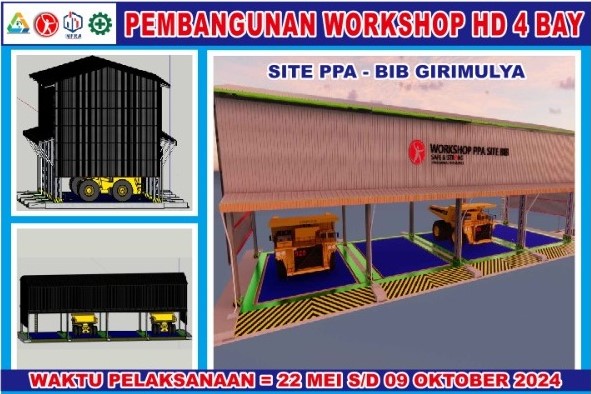 PEMBANGUNAN WORKSHOP HD 4 BAY
SITE PPA - BIB GIRIMULYA
WORKSHOP PPA SITE BIB
SAFE & STRONG
WAKTU PELAKSANAAN = 22 MEI S/D 09 OKTOBER 2024